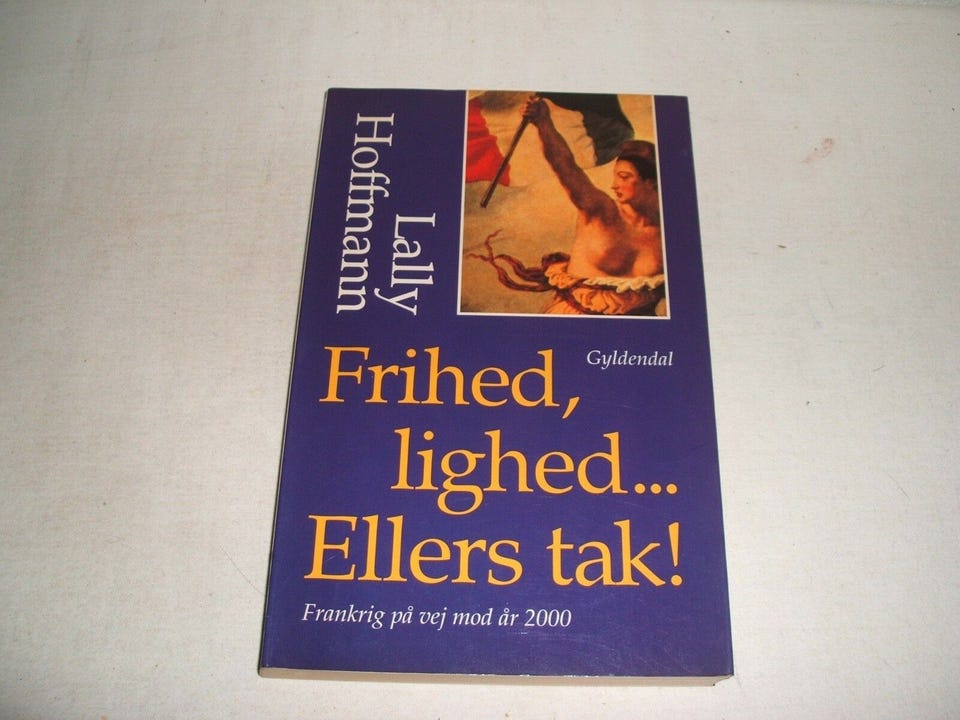 Lally
Hoffmann
Gyldendal
Frihed,
lighed...
Ellers tak!
Frankrig på vej mod år 2000